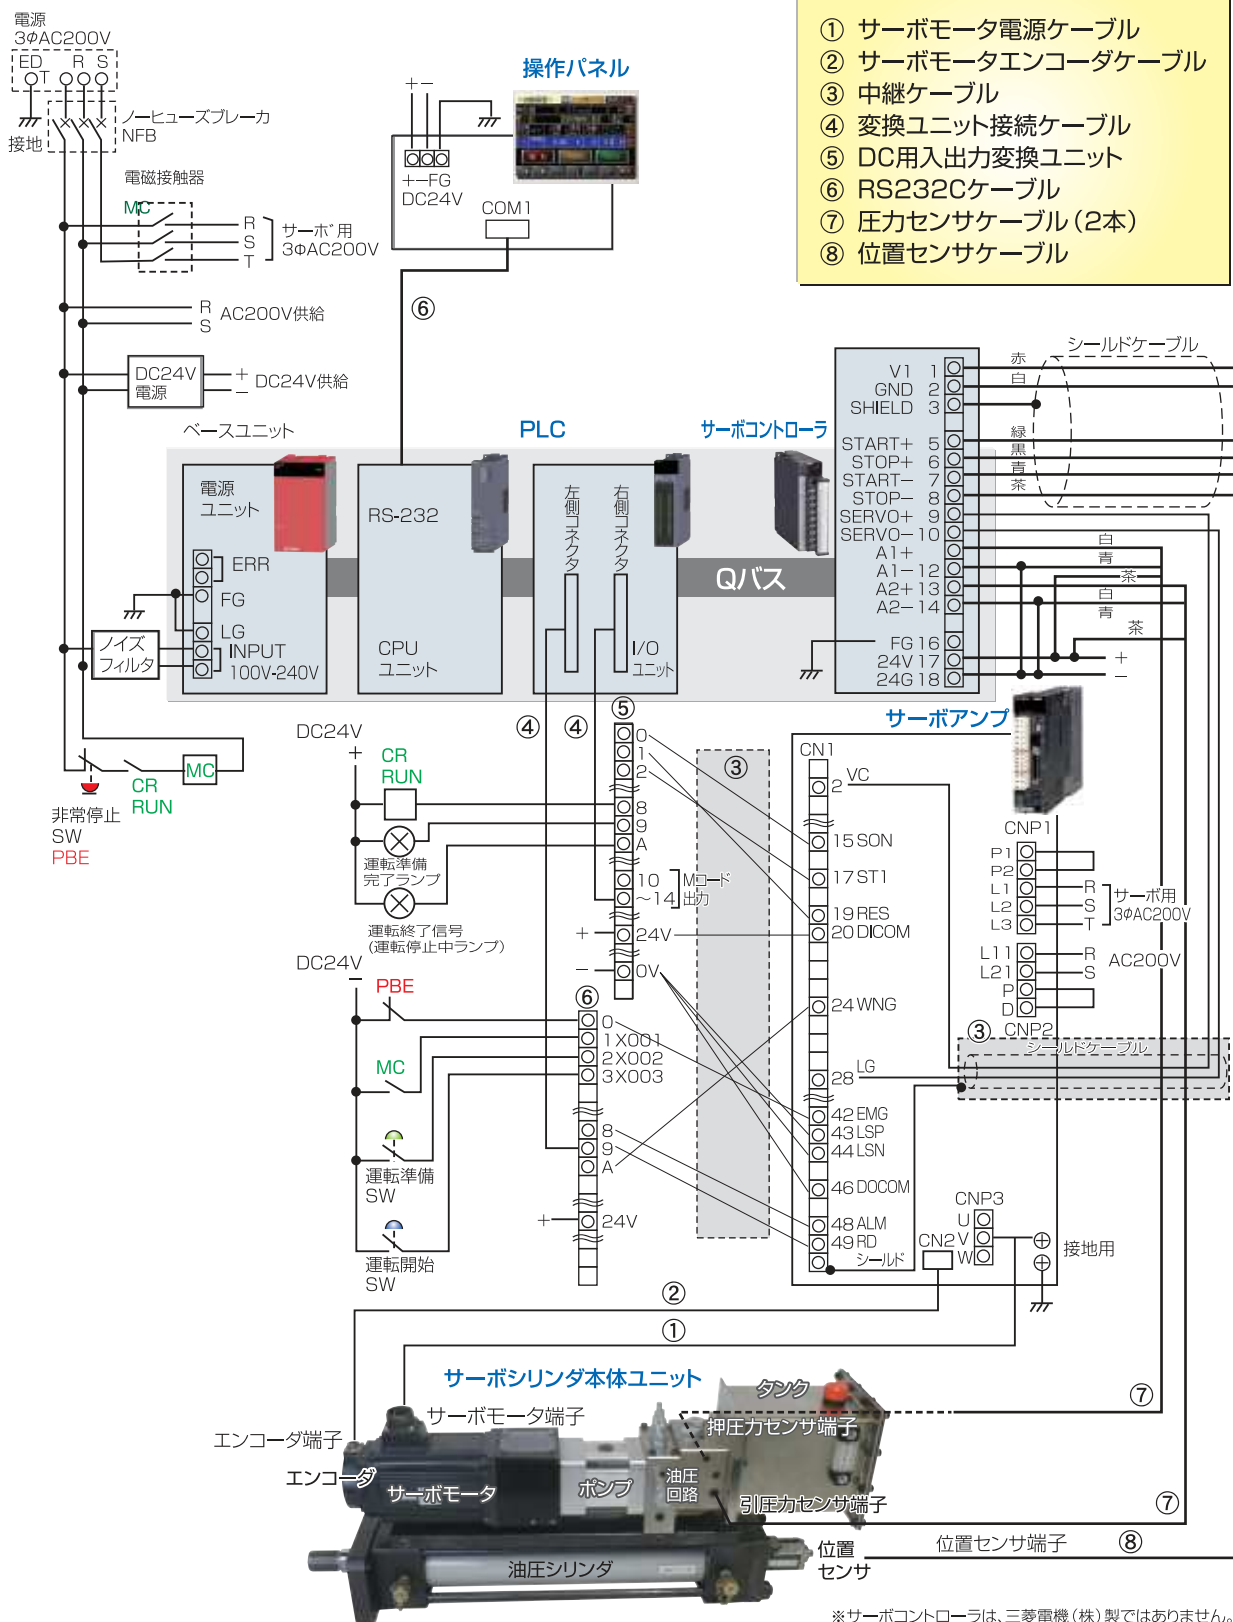 電源
3φAC200V
ED
T
R
S
接地
ノーヒューズブレーカ
NFB
電磁接触器
MC
R
S
T
サーボ用
3φAC200V
R
S
AC200V供給
DC24V
電源
+
−
DC24V供給
操作パネル
+−
+−FG
DC24V
COM1
⑥
① サーボモータ電源ケーブル
② サーボモータエンコーダケーブル
③ 中継ケーブル
④ 変換ユニット接続ケーブル
⑤ DC用入出力変換ユニット
⑥ RS232Cケーブル
⑦ 圧力センサケーブル(2本)
⑧ 位置センサケーブル
ベースユニット
PLC
サーボコントローラ
電源
ユニット
ERR
FG
LG
INPUT
100V-240V
ノイズ
フィルタ
RS-232
CPU
ユニット
左側コネクタ
右側コネクタ
I/O
ユニット
Qバス
V1 1
GND 2
SHIELD 3
START+ 5
STOP+ 6
START− 7
STOP− 8
SERVO+ 9
SERVO−10
A1+
A1−12
A2+13
A2−14
FG16
24V17
24G18
シールドケーブル
赤
白
緑
黒
青
茶
白
青
茶
白
青
茶
+
−
非常停止
SW
PBE
CR
RUN
MC
DC24V
+
CR
RUN
運転準備
完了ランプ
運転終了信号
(運転停止中ランプ)
④
④
⑤
0
1
2
8
9
A
10
〜14
Mコード
出力
+
24V
−
0V
DC24V
−
PBE
MC
運転準備
SW
運転開始
SW
⑥
0
1X001
2X002
3X003
8
9
A
+
24V
③
サーボアンプ
CN1
2 VC
15 SON
17 ST1
19 RES
20 DICOM
24 WNG
28 LG
42 EMG
43 LSP
44 LSN
46 DOCOM
48 ALM
49 RD
シールド
CNP1
P1
P2
L1
L2
L3
R
S
T
サーボ用
3φAC200V
L11
L21
P
D
R
S
AC200V
CNP2
③
シールドケーブル
CNP3
U
V
W
CN2
接地用
②
①
サーボシリンダ本体ユニット
エンコーダ端子
サーボモータ端子
エンコーダ
サーボモータ
ポンプ
油圧
回路
タンク
押圧力センサ端子
引圧力センサ端子
油圧シリンダ
位置
センサ
位置センサ端子
⑦
⑦
⑧
※サーボコントローラは、三菱電機(株)製ではありません。